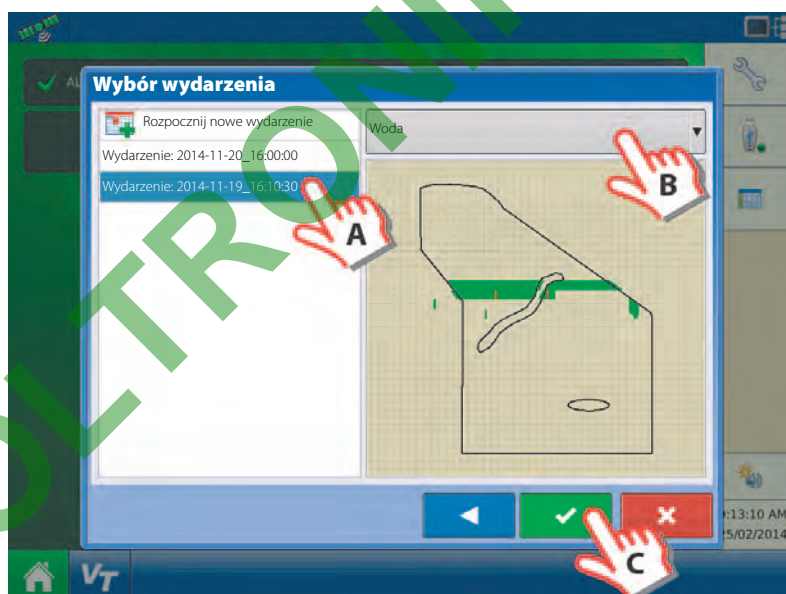 Wybór wydarzenia
Rozpocznij nowe wydarzenie
Woda
Wydarzenie: 2014-11-20_16:00:00
Wydarzenie: 2014-11-19_16:10:30
A
B
C
:13:10 AM
25/02/2014
VT